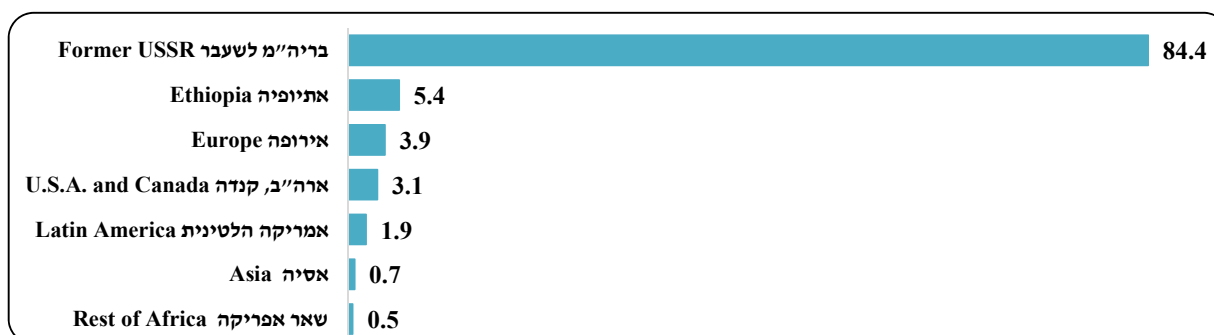 בריה״מ לשעבר Former USSR 84.4
אתיופיה Ethiopia 5.4
אירופה Europe 3.9
ארה״ב, קנדה U.S.A. and Canada 3.1
אמריקה הלטינית Latin America 1.9
אסיה Asia 0.7
שאר אפריקה Rest of Africa 0.5